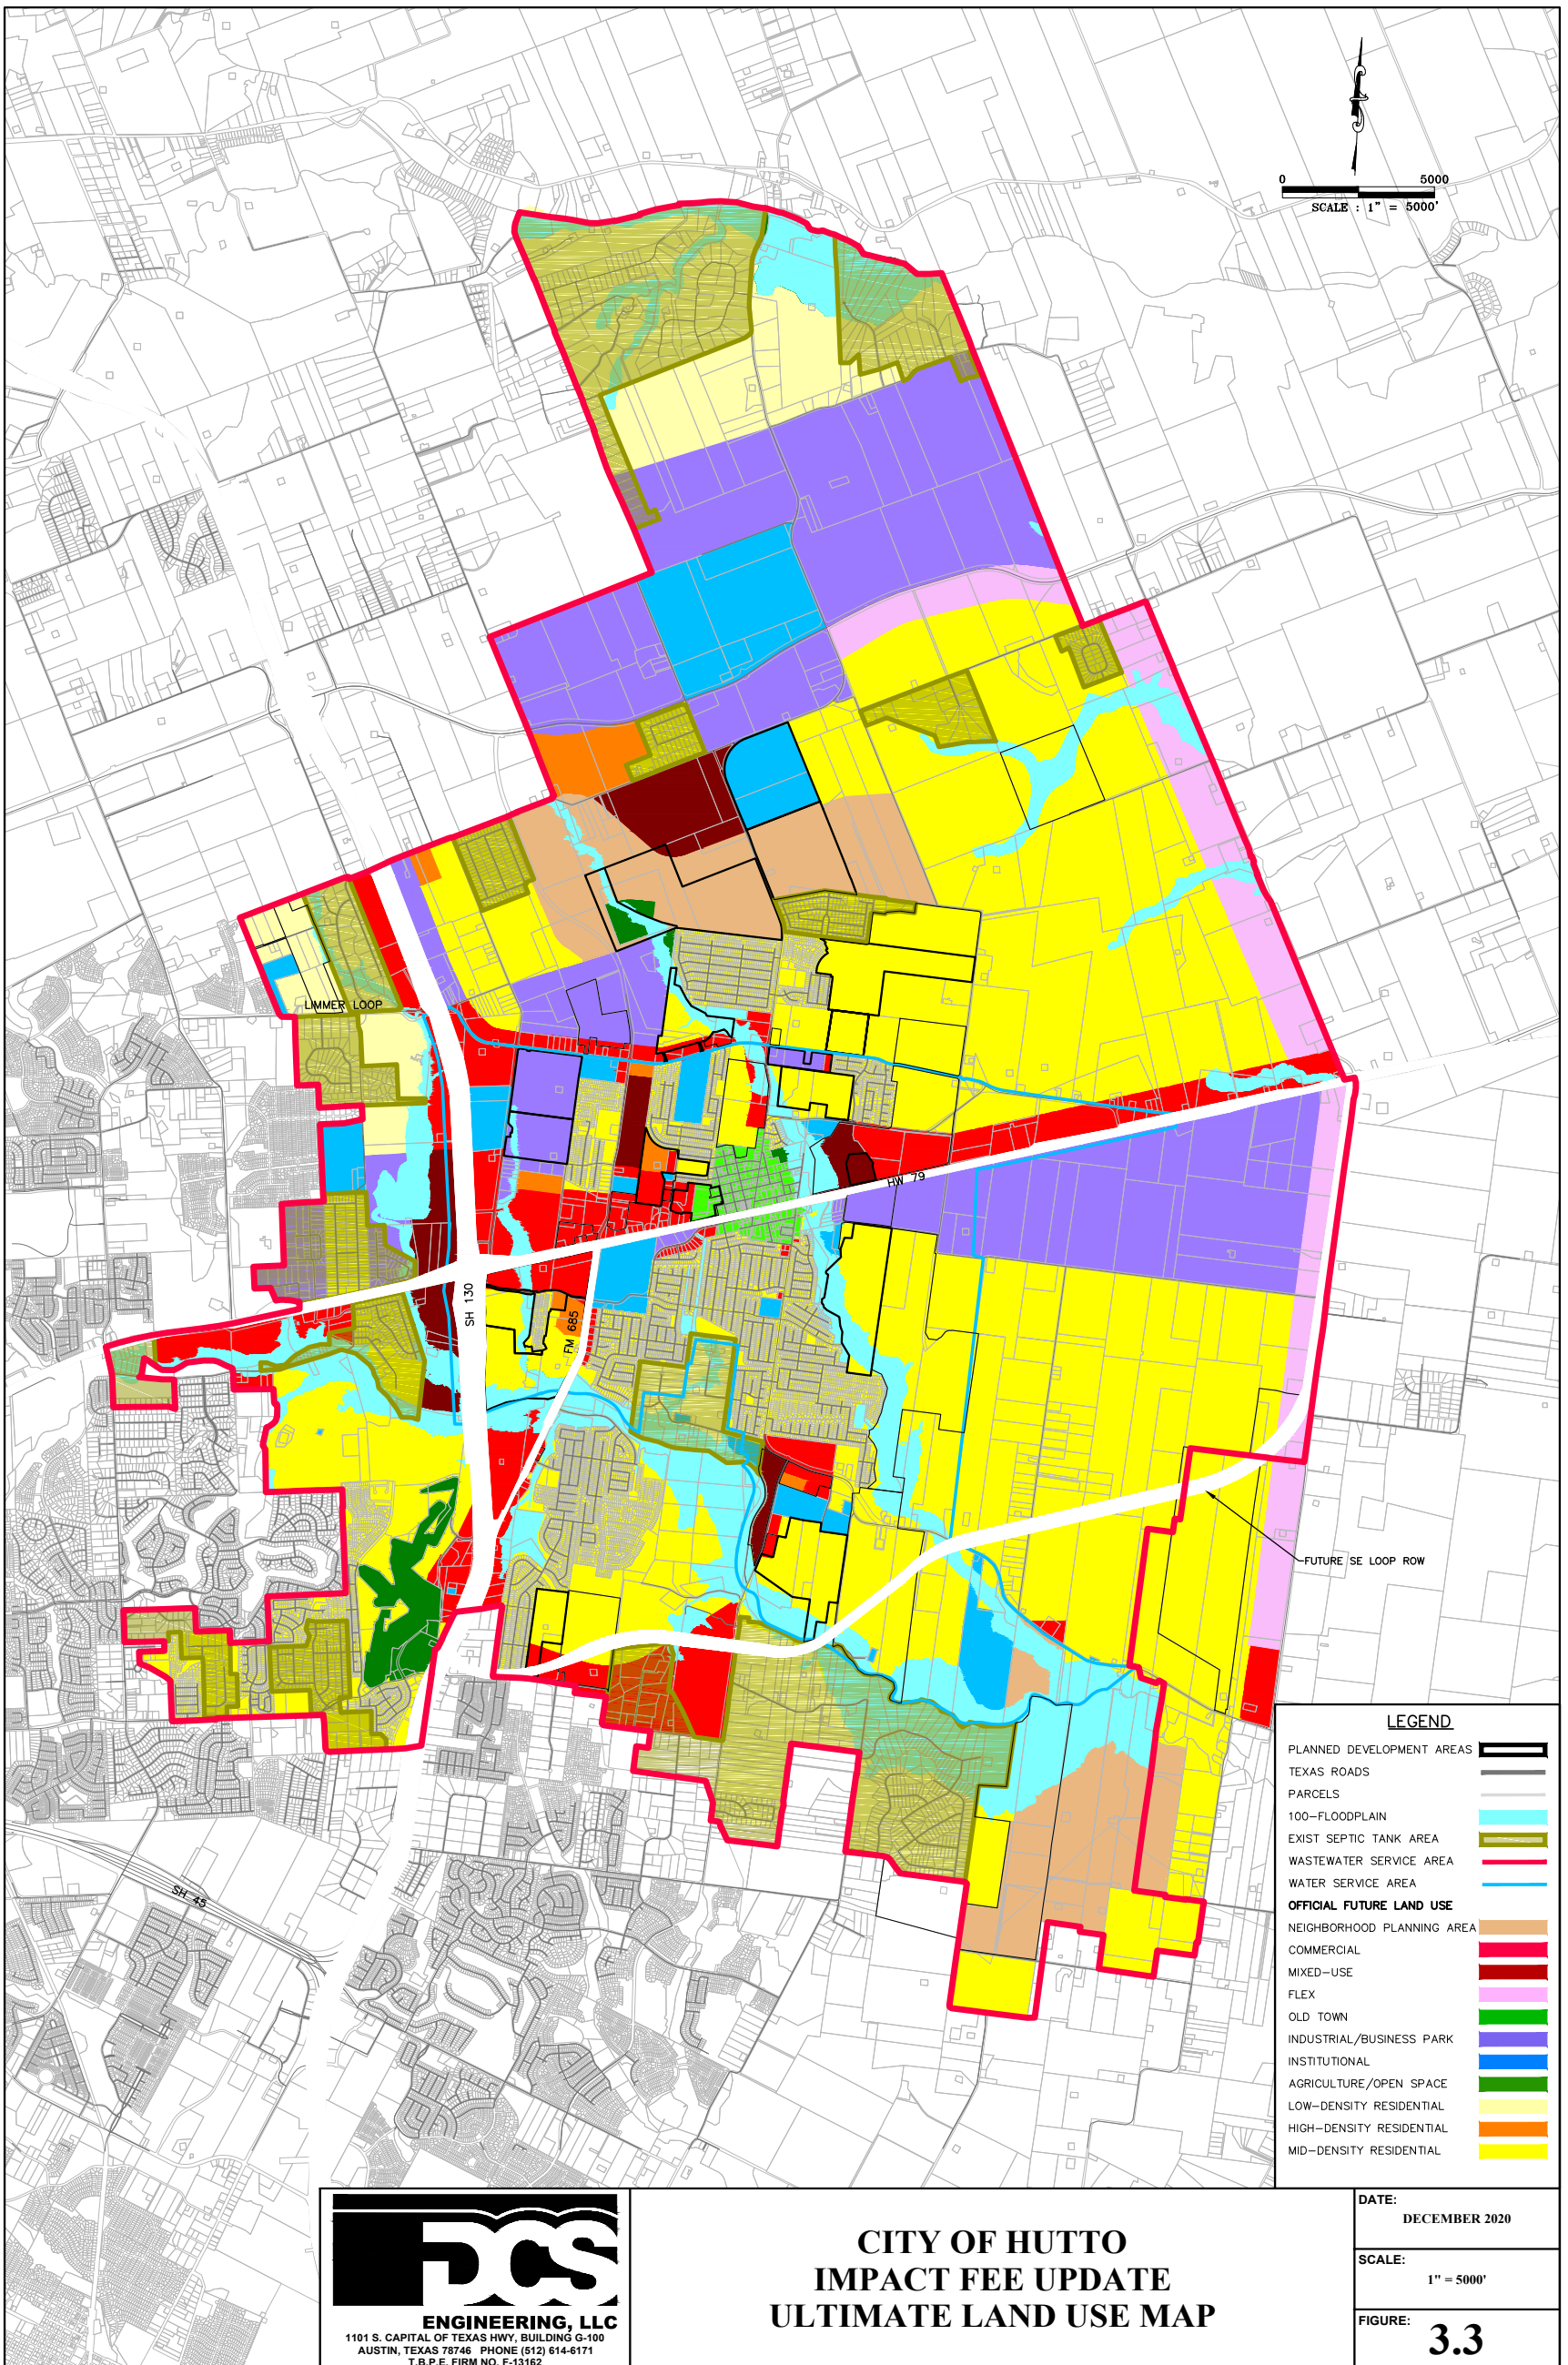 0 5000
SCALE : 1" = 5000'
LIMMER LOOP
HW 79
SH 130
FM 685
FUTURE SE LOOP ROW
SH 45
LEGEND
PLANNED DEVELOPMENT AREAS
TEXAS ROADS
PARCELS
100-FLOODPLAIN
EXIST SEPTIC TANK AREA
WASTEWATER SERVICE AREA
WATER SERVICE AREA
OFFICIAL FUTURE LAND USE
NEIGHBORHOOD PLANNING AREA
COMMERCIAL
MIXED-USE
FLEX
OLD TOWN
INDUSTRIAL/BUSINESS PARK
INSTITUTIONAL
AGRICULTURE/OPEN SPACE
LOW-DENSITY RESIDENTIAL
HIGH-DENSITY RESIDENTIAL
MID-DENSITY RESIDENTIAL
DCS
ENGINEERING, LLC
1101 S. CAPITAL OF TEXAS HWY, BUILDING G-100
AUSTIN, TEXAS 78746 PHONE (512) 614-6171
T.B.P.E. FIRM NO. F-13162
CITY OF HUTTO
IMPACT FEE UPDATE
ULTIMATE LAND USE MAP
DATE:
DECEMBER 2020
SCALE:
1" = 5000'
FIGURE:
3.3